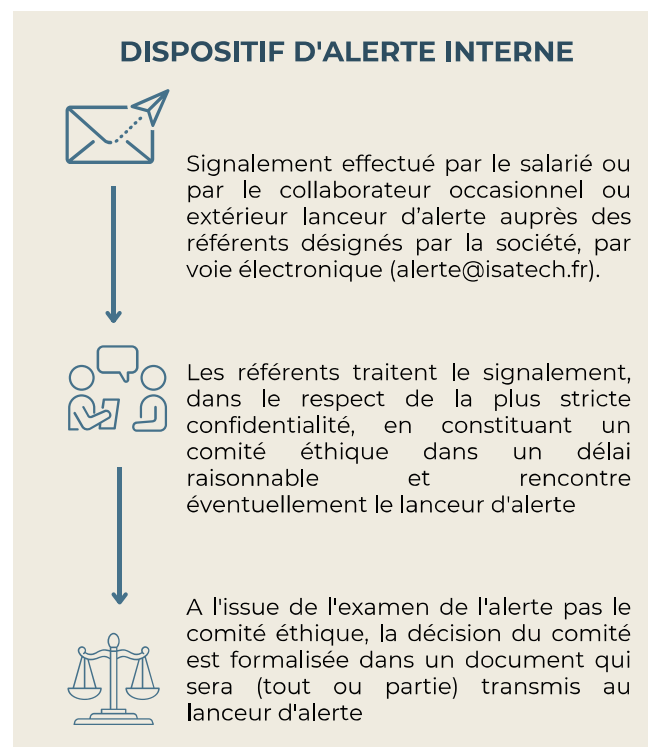 DISPOSITIF D'ALERTE INTERNE
Signalement effectué par le salarié ou
par le collaborateur occasionnel ou
extérieur lanceur d’alerte auprès des
référents désignés par la société, par
voie électronique (alerte@isatech.fr).
Les référents traitent le signalement,
dans le respect de la plus stricte
confidentialité, en constituant un
comité éthique dans un délai
raisonnable et rencontre
éventuellement le lanceur d'alerte
A l'issue de l'examen de l'alerte pas le
comité éthique, la décision du comité
est formalisée dans un document qui
sera (tout ou partie) transmis au
lanceur d'alerte